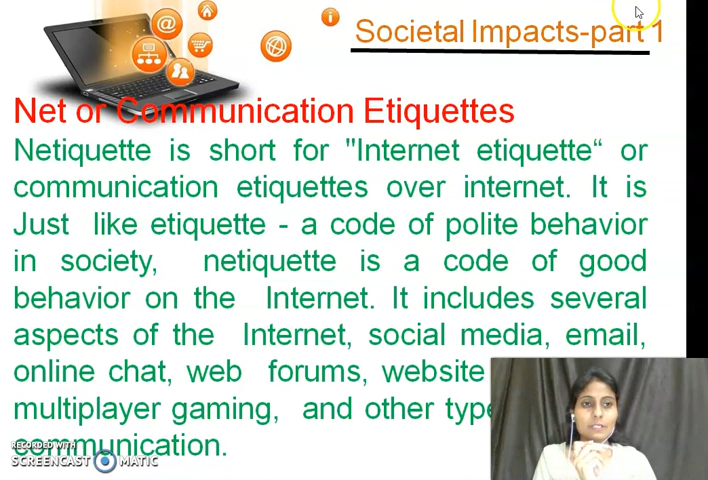 Societal Impacts-part 1
Net or Communication Etiquettes
Netiquette is short for "Internet etiquette“ or
communication etiquettes over internet. It is
Just like etiquette - a code of polite behavior
in society, netiquette is a code of good
behavior on the Internet. It includes several
aspects of the Internet, social media, email,
online chat, web forums, website
multiplayer gaming, and other type
communication.
RECORDED WITH
SCREENCAST MATIC